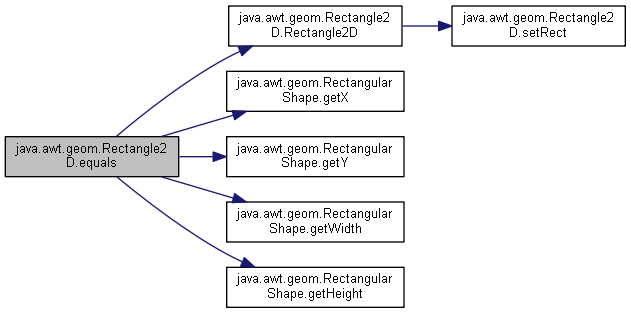 java.awt.geom.Rectangle2
D.Rectangle2D
java.awt.geom.Rectangle2
D.setRect
java.awt.geom.Rectangular
Shape.getX
java.awt.geom.Rectangle2
D.equals
java.awt.geom.Rectangular
Shape.getY
java.awt.geom.Rectangular
Shape.getWidth
java.awt.geom.Rectangular
Shape.getHeight